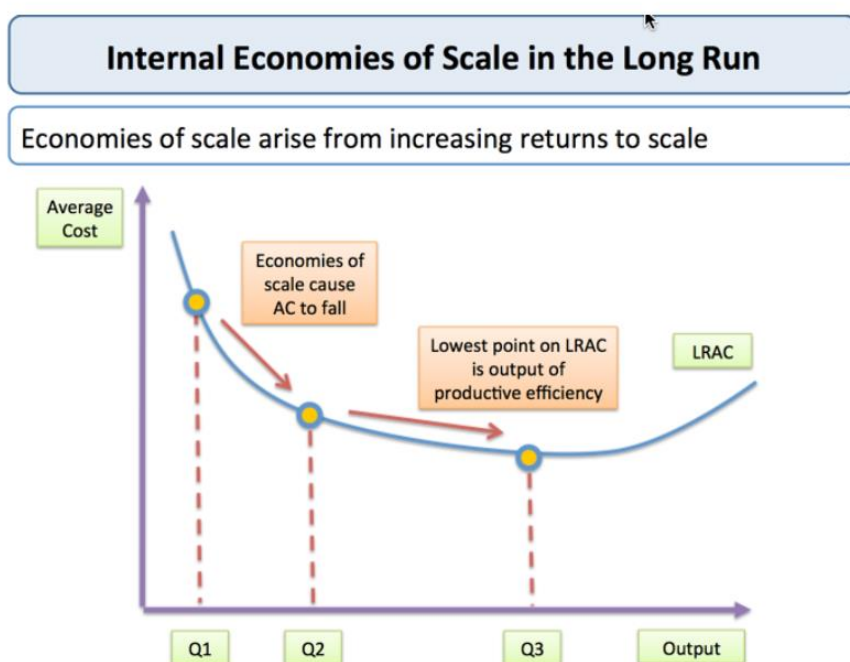 Internal Economies of Scale in the Long Run
Economies of scale arise from increasing returns to scale
Average
Cost
Economies of
scale cause
AC to fall
Lowest point on LRAC
is output of
productive efficiency
LRAC
Q1
Q2
Q3
Output